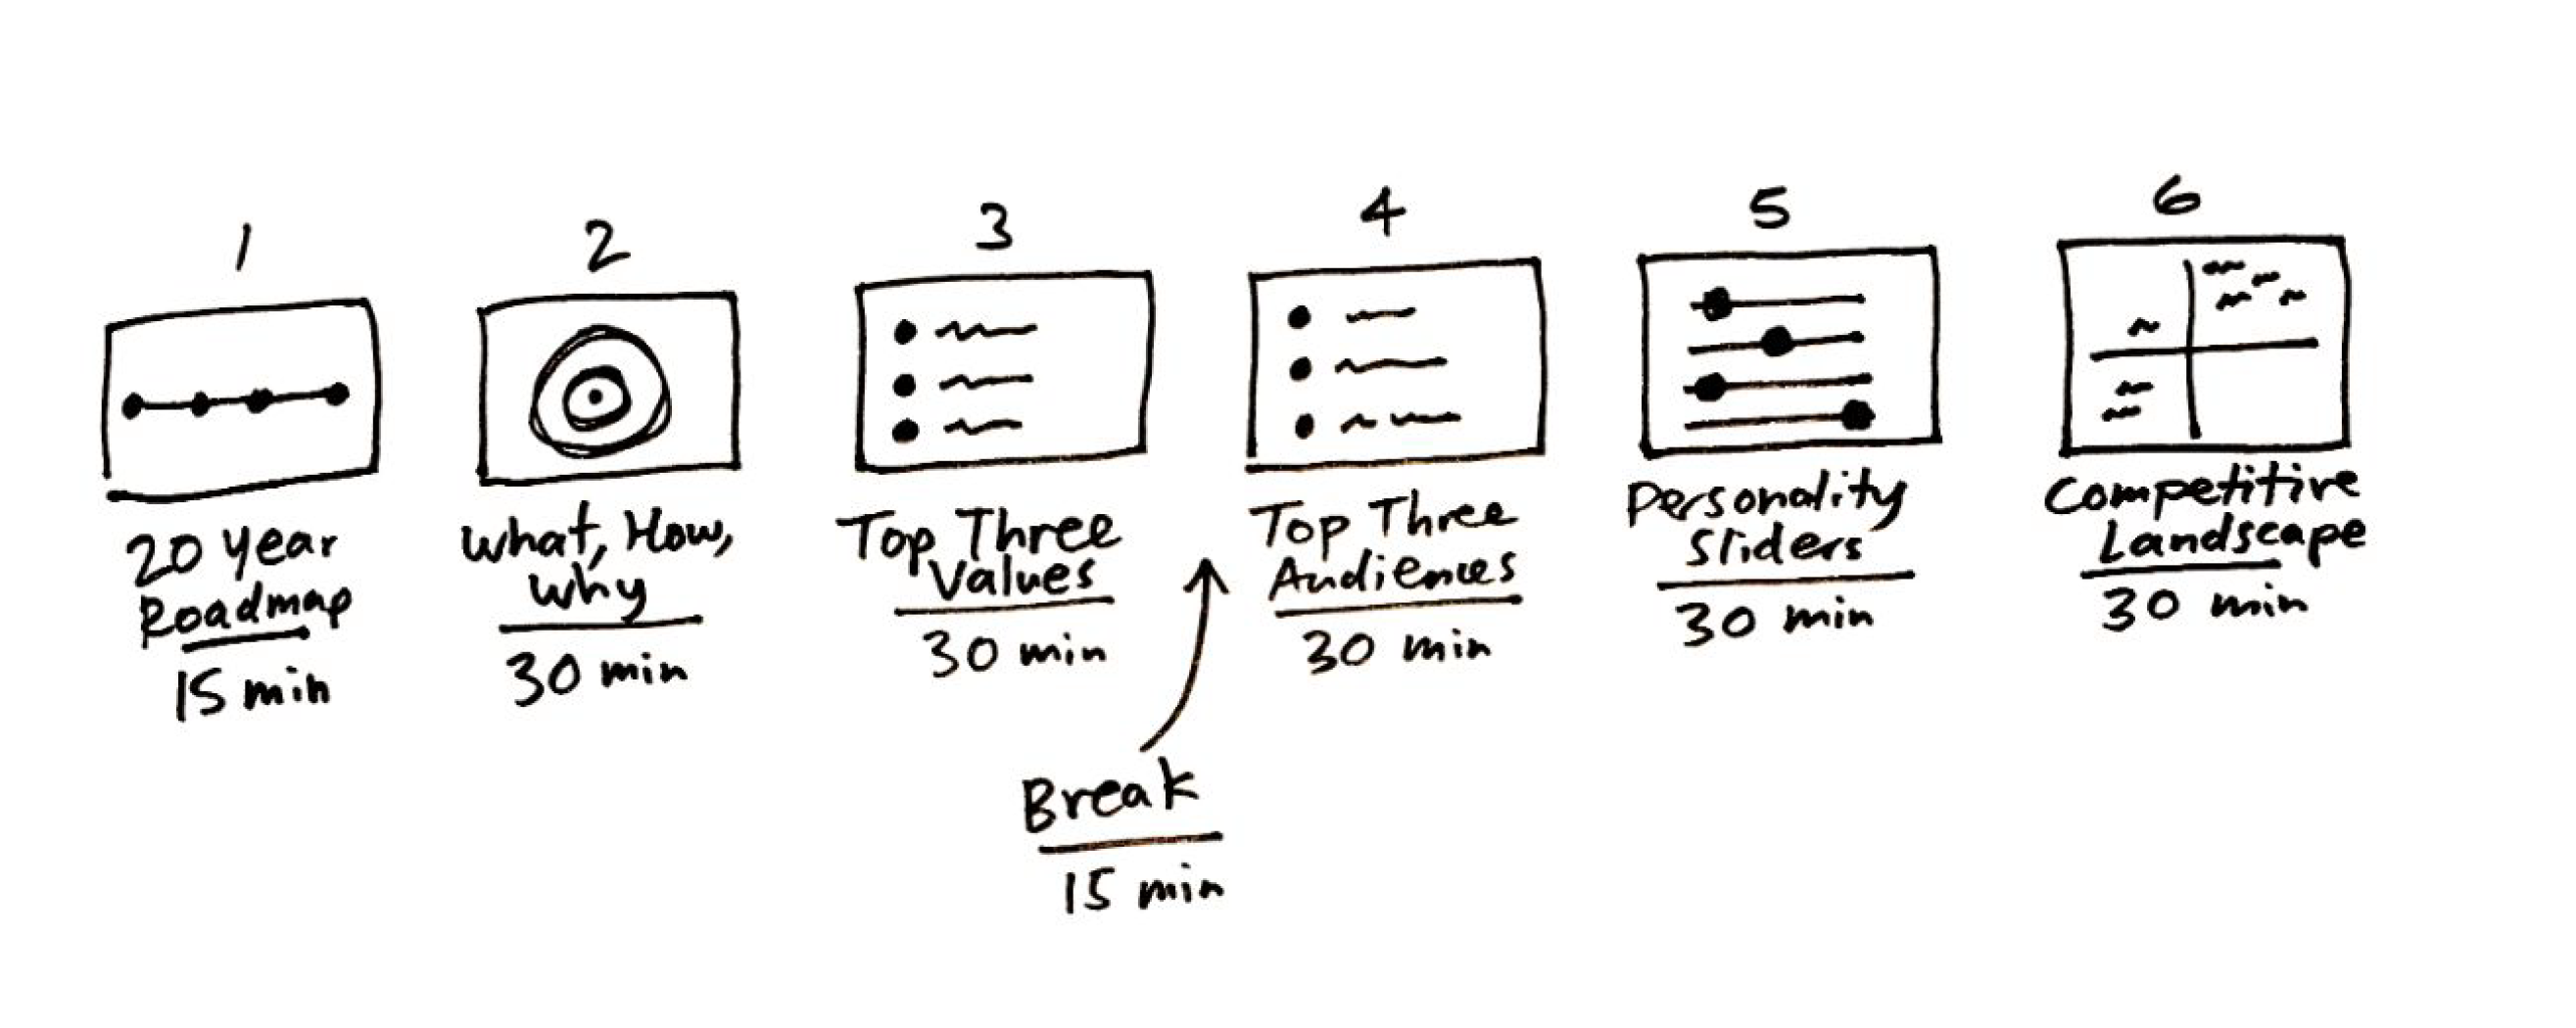 1
20 Year
Roadmap
15 min
2
What, How,
Why
30 min
3
Top Three
Values
30 min
Break
15 min
4
Top Three
Audiences
30 min
5
Personality
Sliders
30 min
6
Competitive
Landscape
30 min